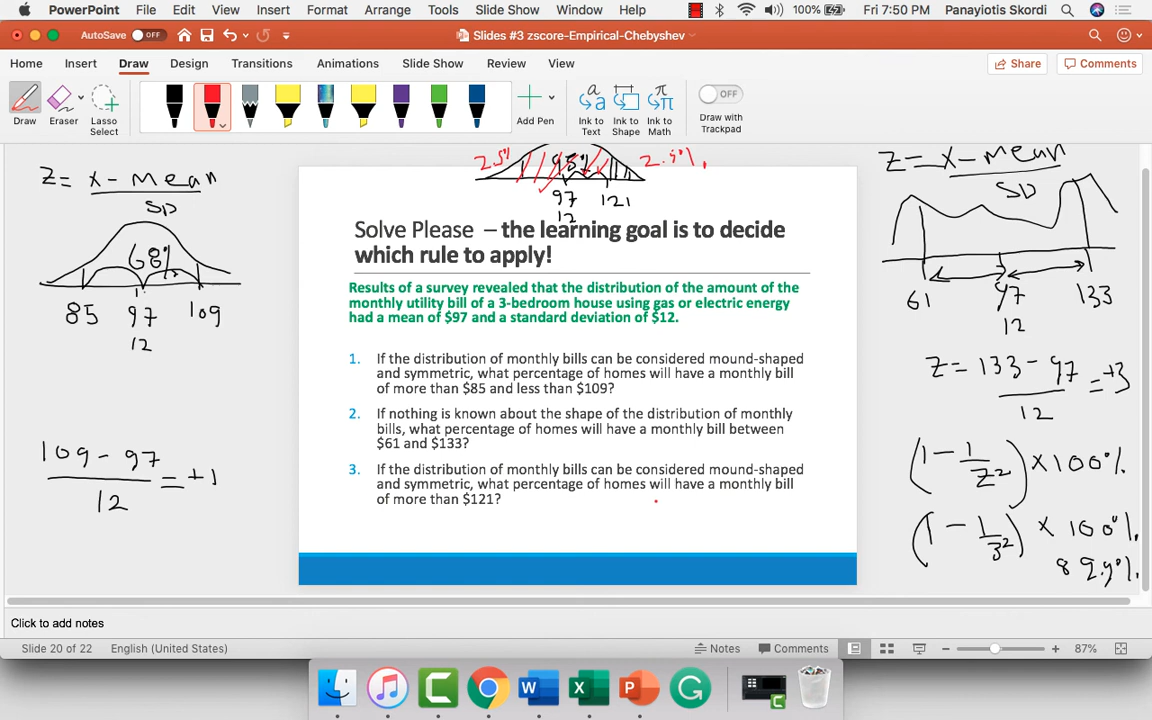 PowerPoint File Edit View Insert Format Arrange Tools Slide Show Window Help 100% Fri 7:50 PM Panayiotis Skordi
AutoSave OFF Slides #3 zscore-Empirical-Chebyshev
Home Insert Draw Design Transitions Animations Slide Show Review View Share Comments
Draw Eraser Lasso Select Add Pen Ink to Text Ink to Shape Ink to Math OFF Draw with Trackpad
Z = x - mean
SD
68%
85 97 109
12
109 - 97
12
= +1
2.5% 95% 2.5%
97 121
12
Solve Please – the learning goal is to decide
which rule to apply!
Results of a survey revealed that the distribution of the amount of the
monthly utility bill of a 3-bedroom house using gas or electric energy
had a mean of $97 and a standard deviation of $12.
1. If the distribution of monthly bills can be considered mound-shaped
and symmetric, what percentage of homes will have a monthly bill
of more than $85 and less than $109?
2. If nothing is known about the shape of the distribution of monthly
bills, what percentage of homes will have a monthly bill between
$61 and $133?
3. If the distribution of monthly bills can be considered mound-shaped
and symmetric, what percentage of homes will have a monthly bill
of more than $121?
Z = x - mean
SD
61 97 133
12
Z = 133 - 97
12
= +3
(1 - 1/Z²) × 100%.
(1 - 1/3²) × 100%.
89.9%.
Click to add notes
Slide 20 of 22 English (United States) Notes Comments 87%